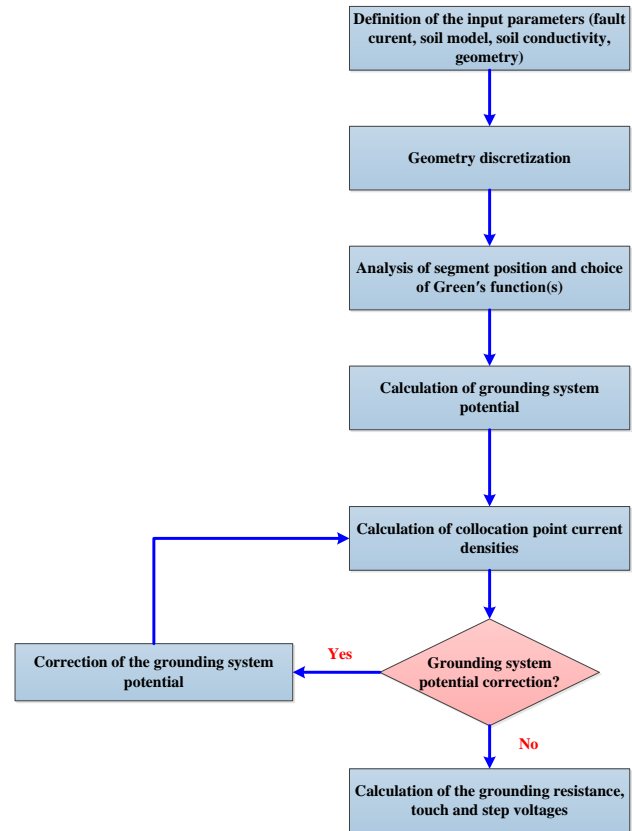 Definition of the input parameters (fault
curent, soil model, soil conductivity,
geometry)
Geometry discretization
Analysis of segment position and choice
of Green's function(s)
Calculation of grounding system
potential
Calculation of collocation point current
densities
Grounding system
potential correction?
Yes
Correction of the grounding system
potential
No
Calculation of the grounding resistance,
touch and step voltages